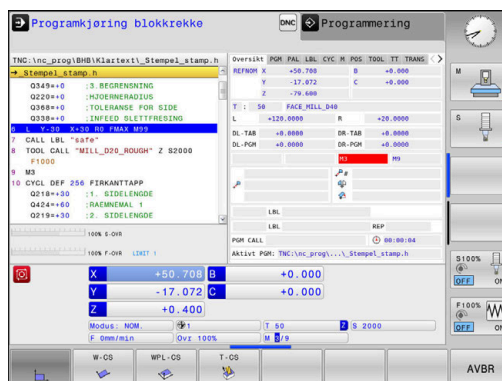 Programkjøring blokkrekke
DNC
Programmering
TNC:\nc_prog\BHB\Klartext\_Stempel_stamp.h
→_Stempel_stamp.h
Q349=+0 ;3.BEGRENSNING
Q220=+0 ;HJOERNERADIUS
Q368=+0 ;TOLERANSE FOR SIDE
Q338=+0 ;INFEED SLETTFRESING
6 L Y-30 X+30 R0 FMAX M99
7 CALL LBL "safe"
8 TOOL CALL "MILL_D20_ROUGH" Z S2000
F1000
9 M3
10 CYCL DEF 256 FIRKANTTAPP
Q218=+30 ;1. SIDELENGDE
Q424=+60 ;RAEMNEMAL 1
Q219=+30 ;2. SIDELENGDE
100% S-OVR
100% F-OVR LIMIT 1
Oversikt PGM PAL LBL CYC M POS TOOL TT TRANS
REFNOM X +50.708 B +0.000
Y -17.072 C +0.000
Z -79.600
T : 50 FACE_MILL_D40
L +120.0000 R +20.0000
DL-TAB +0.0000 DR-TAB +0.0000
DL-PGM +0.0000 DR-PGM +0.0000
M3 M9
LBL
LBL REP
PGM CALL 00:00:04
Aktivt PGM: TNC:\nc_prog\...\_Stempel_stamp.h
X +50.708 B +0.000
Y -17.072 C +0.000
Z +0.400
Modus: NOM. 1 T 50 Z S 2000
F 0mm/min Ovr 100% M 3/9
M
S
S100%
OFF ON
F100%
OFF ON
W-CS WPL-CS T-CS
AVBR